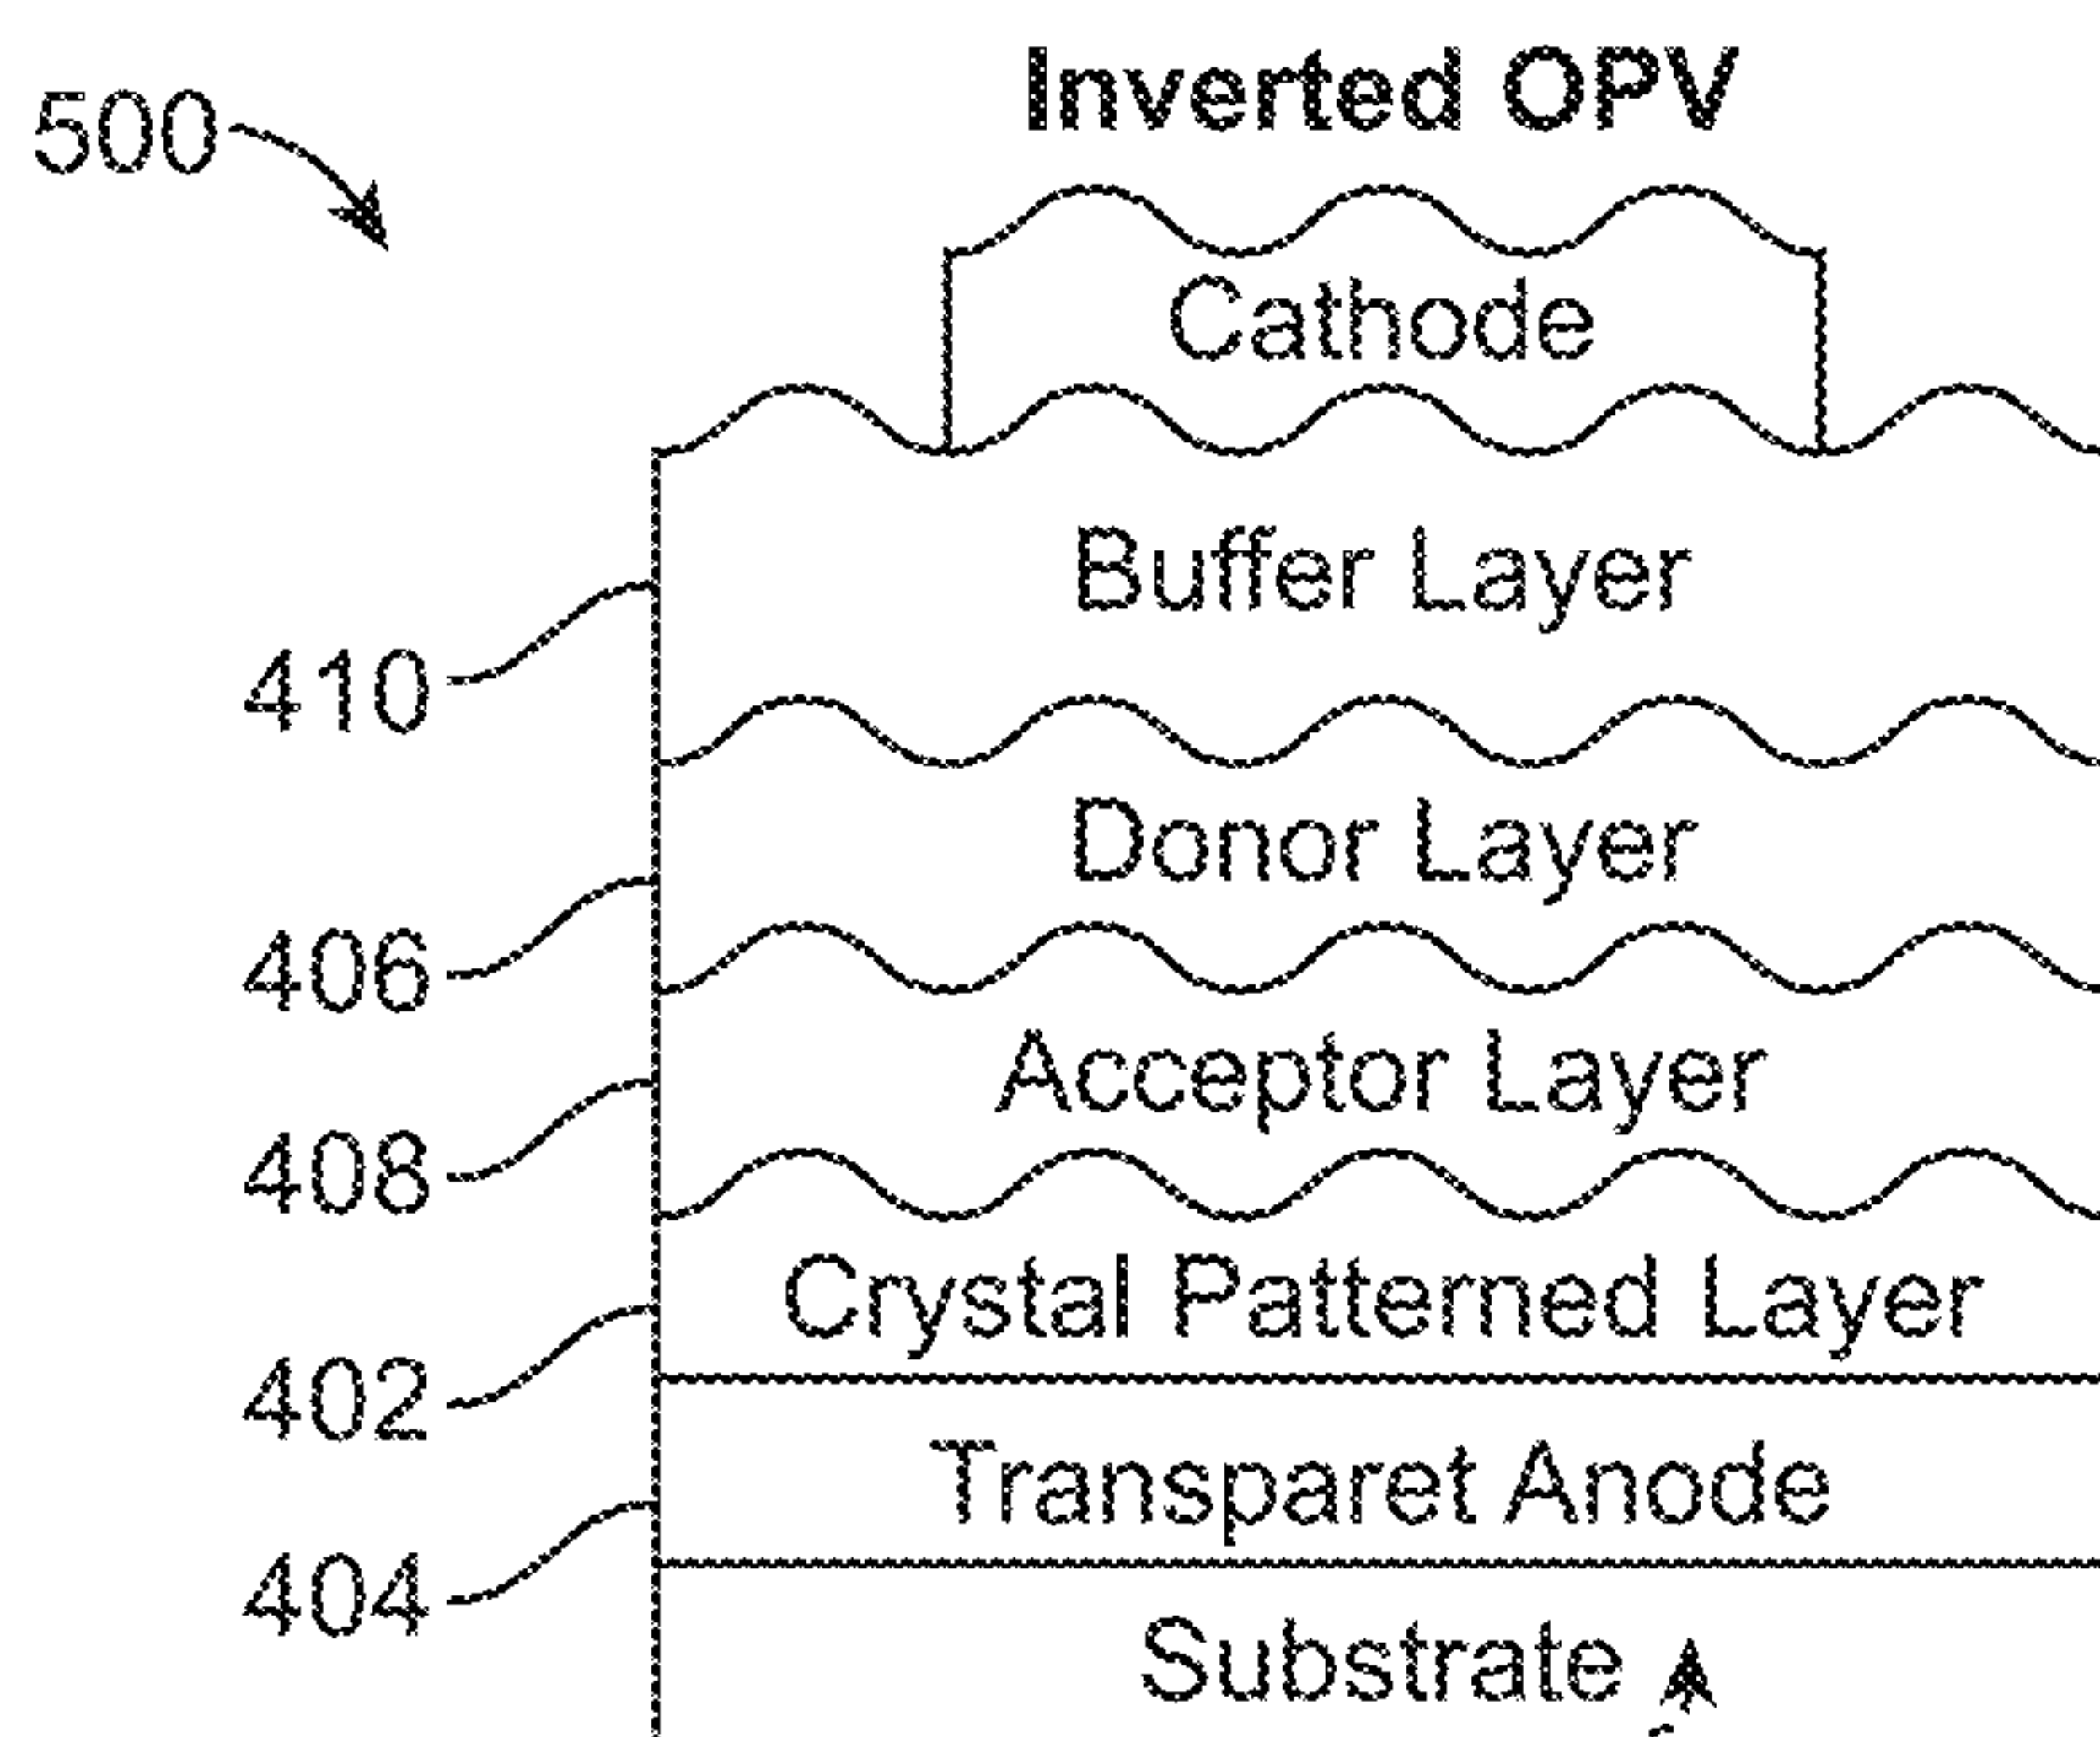 Inverted OPV
500
Cathode
Buffer Layer
410
Donor Layer
406
Acceptor Layer
408
Crystal Patterned Layer
402
Transparet Anode
404
Substrate